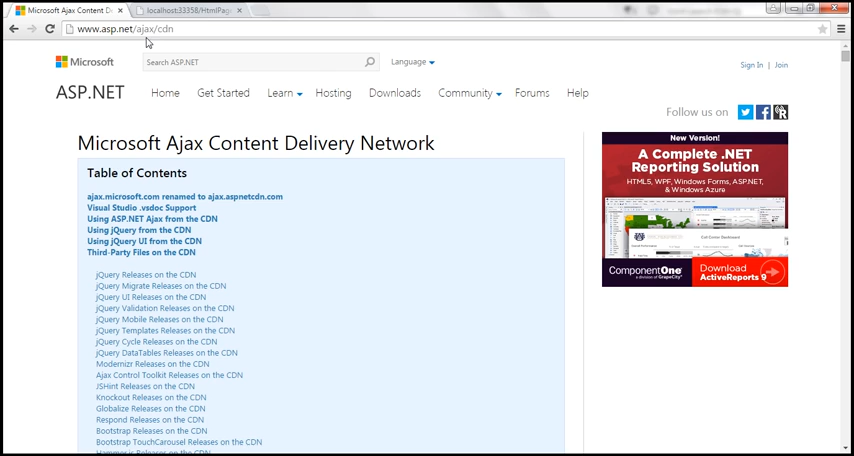 Microsoft Ajax Content D
localhost:33358/HtmlPag
www.asp.net/ajax/cdn
Microsoft
Search ASP.NET
Language
Sign In | Join
ASP.NET
Home
Get Started
Learn
Hosting
Downloads
Community
Forums
Help
Follow us on
Microsoft Ajax Content Delivery Network
Table of Contents
ajax.microsoft.com renamed to ajax.aspnetcdn.com
Visual Studio .vsdoc Support
Using ASP.NET Ajax from the CDN
Using jQuery from the CDN
Using jQuery UI from the CDN
Third-Party Files on the CDN
jQuery Releases on the CDN
jQuery Migrate Releases on the CDN
jQuery UI Releases on the CDN
jQuery Validation Releases on the CDN
jQuery Mobile Releases on the CDN
jQuery Templates Releases on the CDN
jQuery Cycle Releases on the CDN
jQuery DataTables Releases on the CDN
Modernizr Releases on the CDN
Ajax Control Toolkit Releases on the CDN
JSHint Releases on the CDN
Knockout Releases on the CDN
Globalize Releases on the CDN
Respond Releases on the CDN
Bootstrap Releases on the CDN
Bootstrap TouchCarousel Releases on the CDN
Hammer.js Releases on the CDN
New Version!
A Complete .NET
Reporting Solution
HTML5, WPF, Windows Forms, ASP.NET,
& Windows Azure
ComponentOne
a division of GrapeCity
Download
ActiveReports 9